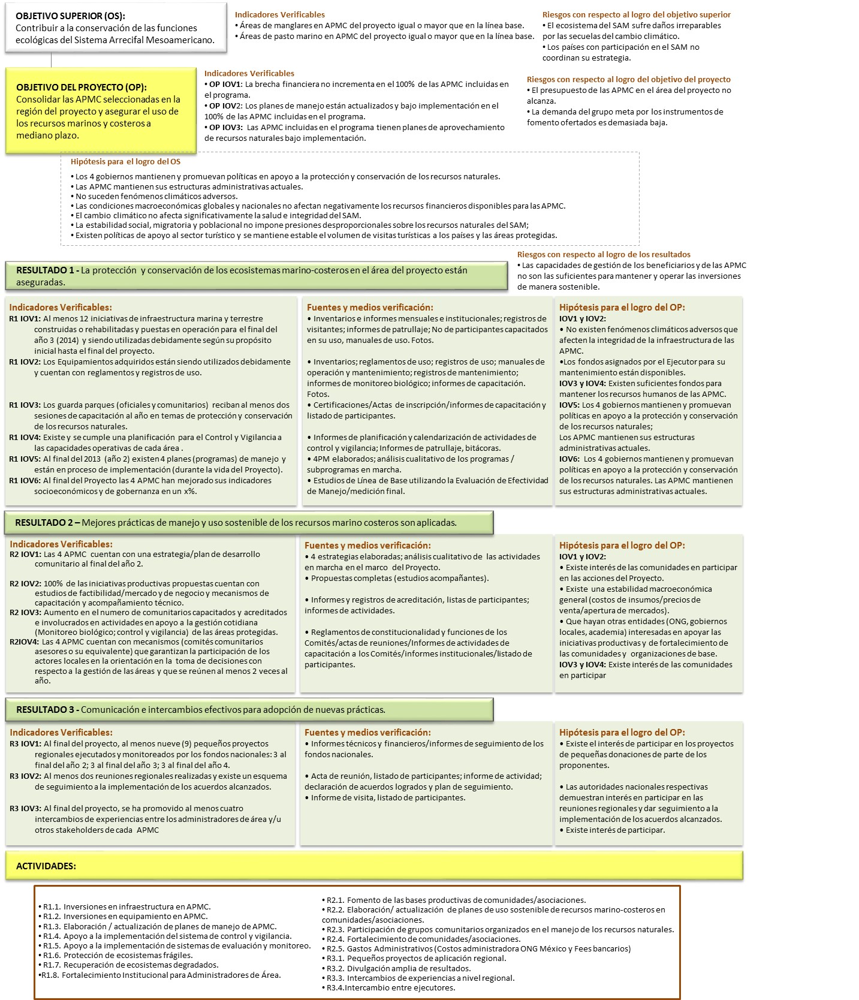 OBJETIVO SUPERIOR (OS):
Contribuir a la conservación de las funciones
ecológicas del Sistema Arrecifal Mesoamericano.
Indicadores Verificables
• Áreas de manglares en APMC del proyecto igual o mayor que en la línea base.
• Áreas de pasto marino en APMC del proyecto igual o mayor que en la línea base.
Riesgos con respecto al logro del objetivo superior
• El ecosistema del SAM sufre daños irreparables
por las secuelas del cambio climático.
• Los países con participación en el SAM no
coordinan su estrategia.
OBJETIVO DEL PROYECTO (OP):
Consolidar las APMC seleccionadas en la
región del proyecto y asegurar el uso de
los recursos marinos y costeros a
mediano plazo.
Indicadores Verificables
• OP IOV1: La brecha financiera no incrementa en el 100% de las APMC incluidas en
el programa.
• OP IOV2: Los planes de manejo están actualizados y bajo implementación en el
100% de las APMC incluidas en el programa.
• OP IOV3: Las APMC incluidas en el programa tienen planes de aprovechamiento
de recursos naturales bajo implementación.
Riesgos con respecto al logro del objetivo del proyecto
• El presupuesto de las APMC en el área del proyecto no
alcanza.
• La demanda del grupo meta por los instrumentos de
fomento ofertados es demasiada baja.
Hipótesis para el logro del OS
• Los 4 gobiernos mantienen y promuevan políticas en apoyo a la protección y conservación de los recursos naturales.
• Las APMC mantienen sus estructuras administrativas actuales.
• No suceden fenómenos climáticos adversos.
• Las condiciones macroeconómicas globales y nacionales no afectan negativamente los recursos financieros disponibles para las APMC.
• El cambio climático no afecta significativamente la salud e integridad del SAM.
• La estabilidad social, migratoria y poblacional no impone presiones desproporcionales sobre los recursos naturales del SAM;
• Existen políticas de apoyo al sector turístico y se mantiene estable el volumen de visitas turísticas a los países y las áreas protegidas.
RESULTADO 1 - La protección y conservación de los ecosistemas marino-costeros en el área del proyecto están
aseguradas.
Riesgos con respecto al logro de los resultados
• Las capacidades de gestión de los beneficiarios y de las APMC
no son las suficientes para mantener y operar las inversiones
de manera sostenible.
Indicadores Verificables:
R1 IOV1: Al menos 12 iniciativas de infraestructura marina y terrestre
construidas o rehabilitadas y puestas en operación para el final del
año 3 (2014) y siendo utilizadas debidamente según su propósito
inicial hasta el final del proyecto.
R1 IOV2: Los Equipamientos adquiridos están siendo utilizados debidamente
y cuentan con reglamentos y registros de uso.
R1 IOV3: Los guarda parques (oficiales y comunitarios) reciban al menos dos
sesiones de capacitación al año en temas de protección y conservación
de los recursos naturales.
R1 IOV4: Existe y se cumple una planificación para el Control y Vigilancia a
las capacidades operativas de cada área .
R1 IOV5: Al final del 2013 (año 2) existen 4 planes (programas) de manejo y
están en proceso de implementación (durante la vida del Proyecto).
R1 IOV6: Al final del Proyecto las 4 APMC han mejorado sus indicadores
socioeconómicos y de gobernanza en un x%.
Fuentes y medios verificación:
• Inventarios e informes mensuales e institucionales; registros de
visitantes; informes de patrullaje; No de participantes capacitados
en su uso, manuales de uso. Fotos.
• Inventarios; reglamentos de uso; registros de uso; manuales de
operación y mantenimiento; registros de mantenimiento;
informes de monitoreo biológico; informes de capacitación.
Fotos.
• Certificaciones/Actas de inscripción/informes de capacitación y
listado de participantes.
• Informes de planificación y calendarización de actividades de
control y vigilancia; Informes de patrullaje, bitácoras.
• 4PM elaborados; análisis cualitativo de los programas /
subprogramas en marcha.
• Estudios de Línea de Base utilizando la Evaluación de Efectividad
de Manejo/medición final.
Hipótesis para el logro del OP:
IOV1 y IOV2:
• No existen fenómenos climáticos adversos que
afecten la integridad de la infraestructura de las
APMC.
•Los fondos asignados por el Ejecutor para su
mantenimiento están disponibles.
IOV3 y IOV4: Existen suficientes fondos para
mantener los recursos humanos de las APMC.
IOV5: Los 4 gobiernos mantienen y promuevan
políticas en apoyo a la protección y conservación
de los recursos naturales;
Los APMC mantienen sus estructuras
administrativas actuales.
IOV6: Los 4 gobiernos mantienen y promuevan
políticas en apoyo a la protección y conservación
de los recursos naturales. Las APMC mantienen
sus estructuras administrativas actuales.
RESULTADO 2 – Mejores prácticas de manejo y uso sostenible de los recursos marino costeros son aplicadas.
Indicadores Verificables:
R2 IOV1: Las 4 APMC cuentan con una estrategia/plan de desarrollo
comunitario al final del año 2.
R2 IOV2: 100% de las iniciativas productivas propuestas cuentan con
estudios de factibilidad/mercado y de negocio y mecanismos de
capacitación y acompañamiento técnico.
R2 IOV3: Aumento en el numero de comunitarios capacitados y acreditados
e involucrados en actividades en apoyo a la gestión cotidiana
(Monitoreo biológico; control y vigilancia) de las áreas protegidas.
R2IOV4: Las 4 APMC cuentan con mecanismos (comités comunitarios
asesores o su equivalente) que garantizan la participación de los
actores locales en la orientación en la toma de decisiones con
respecto a la gestión de las áreas y que se reúnen al menos 2 veces al
año.
Fuentes y medios verificación:
• 4 estrategias elaboradas; análisis cualitativo de las actividades
en marcha en el marco del Proyecto.
• Propuestas completas (estudios acompañantes).
• Informes y registros de acreditación, listas de participantes;
informes de actividades.
• Reglamentos de constitucionalidad y funciones de los
Comités/actas de reuniones/Informes de actividades de
capacitación a los Comités/informes institucionales/listado de
participantes.
Hipótesis para el logro del OP:
IOV1 y IOV2:
• Existe interés de las comunidades en participar
en las acciones del Proyecto.
• Existe una estabilidad macroeconómica
general (costos de insumos/precios de
venta/apertura de mercados).
• Que hayan otras entidades (ONG, gobiernos
locales, academia) interesadas en apoyar las
iniciativas productivas y de fortalecimiento de
las comunidades y organizaciones de base.
IOV3 y IOV4: Existe interés de las comunidades
en participar
RESULTADO 3 - Comunicación e intercambios efectivos para adopción de nuevas prácticas.
Indicadores Verificables:
R3 IOV1: Al final del proyecto, al menos nueve (9) pequeños proyectos
regionales ejecutados y monitoreados por los fondos nacionales: 3 al
final del año 2; 3 al final del año 3; 3 al final del año 4.
R3 IOV2: Al menos dos reuniones regionales realizadas y existe un esquema
de seguimiento a la implementación de los acuerdos alcanzados.
R3 IOV3: Al final del proyecto, se ha promovido al menos cuatro
intercambios de experiencias entre los administradores de área y/u
otros stakeholders de cada APMC
Fuentes y medios verificación:
• Informes técnicos y financieros/informes de seguimiento de los
fondos nacionales.
• Acta de reunión, listado de participantes; informe de actividad;
declaración de acuerdos logrados y plan de seguimiento.
• Informe de visita, listado de participantes.
Hipótesis para el logro del OP:
• Existe el interés de participar en los proyectos
de pequeñas donaciones de parte de los
proponentes.
• Las autoridades nacionales respectivas
demuestran interés en participar en las
reuniones regionales y dar seguimiento a la
implementación de los acuerdos alcanzados.
• Existe interés de participar.
ACTIVIDADES:
• R1.1. Inversiones en infraestructura en APMC.
• R1.2. Inversiones en equipamiento en APMC.
• R1.3. Elaboración / actualización de planes de manejo de APMC.
• R1.4. Apoyo a la implementación del sistema de control y vigilancia.
• R1.5. Apoyo a la implementación de sistemas de evaluación y monitoreo.
• R1.6. Protección de ecosistemas frágiles.
• R1.7. Recuperación de ecosistemas degradados.
•R1.8. Fortalecimiento Institucional para Administradores de Área.
• R2.1. Fomento de las bases productivas de comunidades/asociaciones.
• R2.2. Elaboración/ actualización de planes de uso sostenible de recursos marino-costeros en
comunidades/asociaciones.
• R2.3. Participación de grupos comunitarios organizados en el manejo de los recursos naturales.
• R2.4. Fortalecimiento de comunidades/asociaciones.
• R2.5. Gastos Administrativos (Costos administradora ONG México y Fees bancarios)
• R3.1. Pequeños proyectos de aplicación regional.
• R3.2. Divulgación amplia de resultados.
• R3.3. Intercambios de experiencias a nivel regional.
• R3.4.Intercambio entre ejecutores.